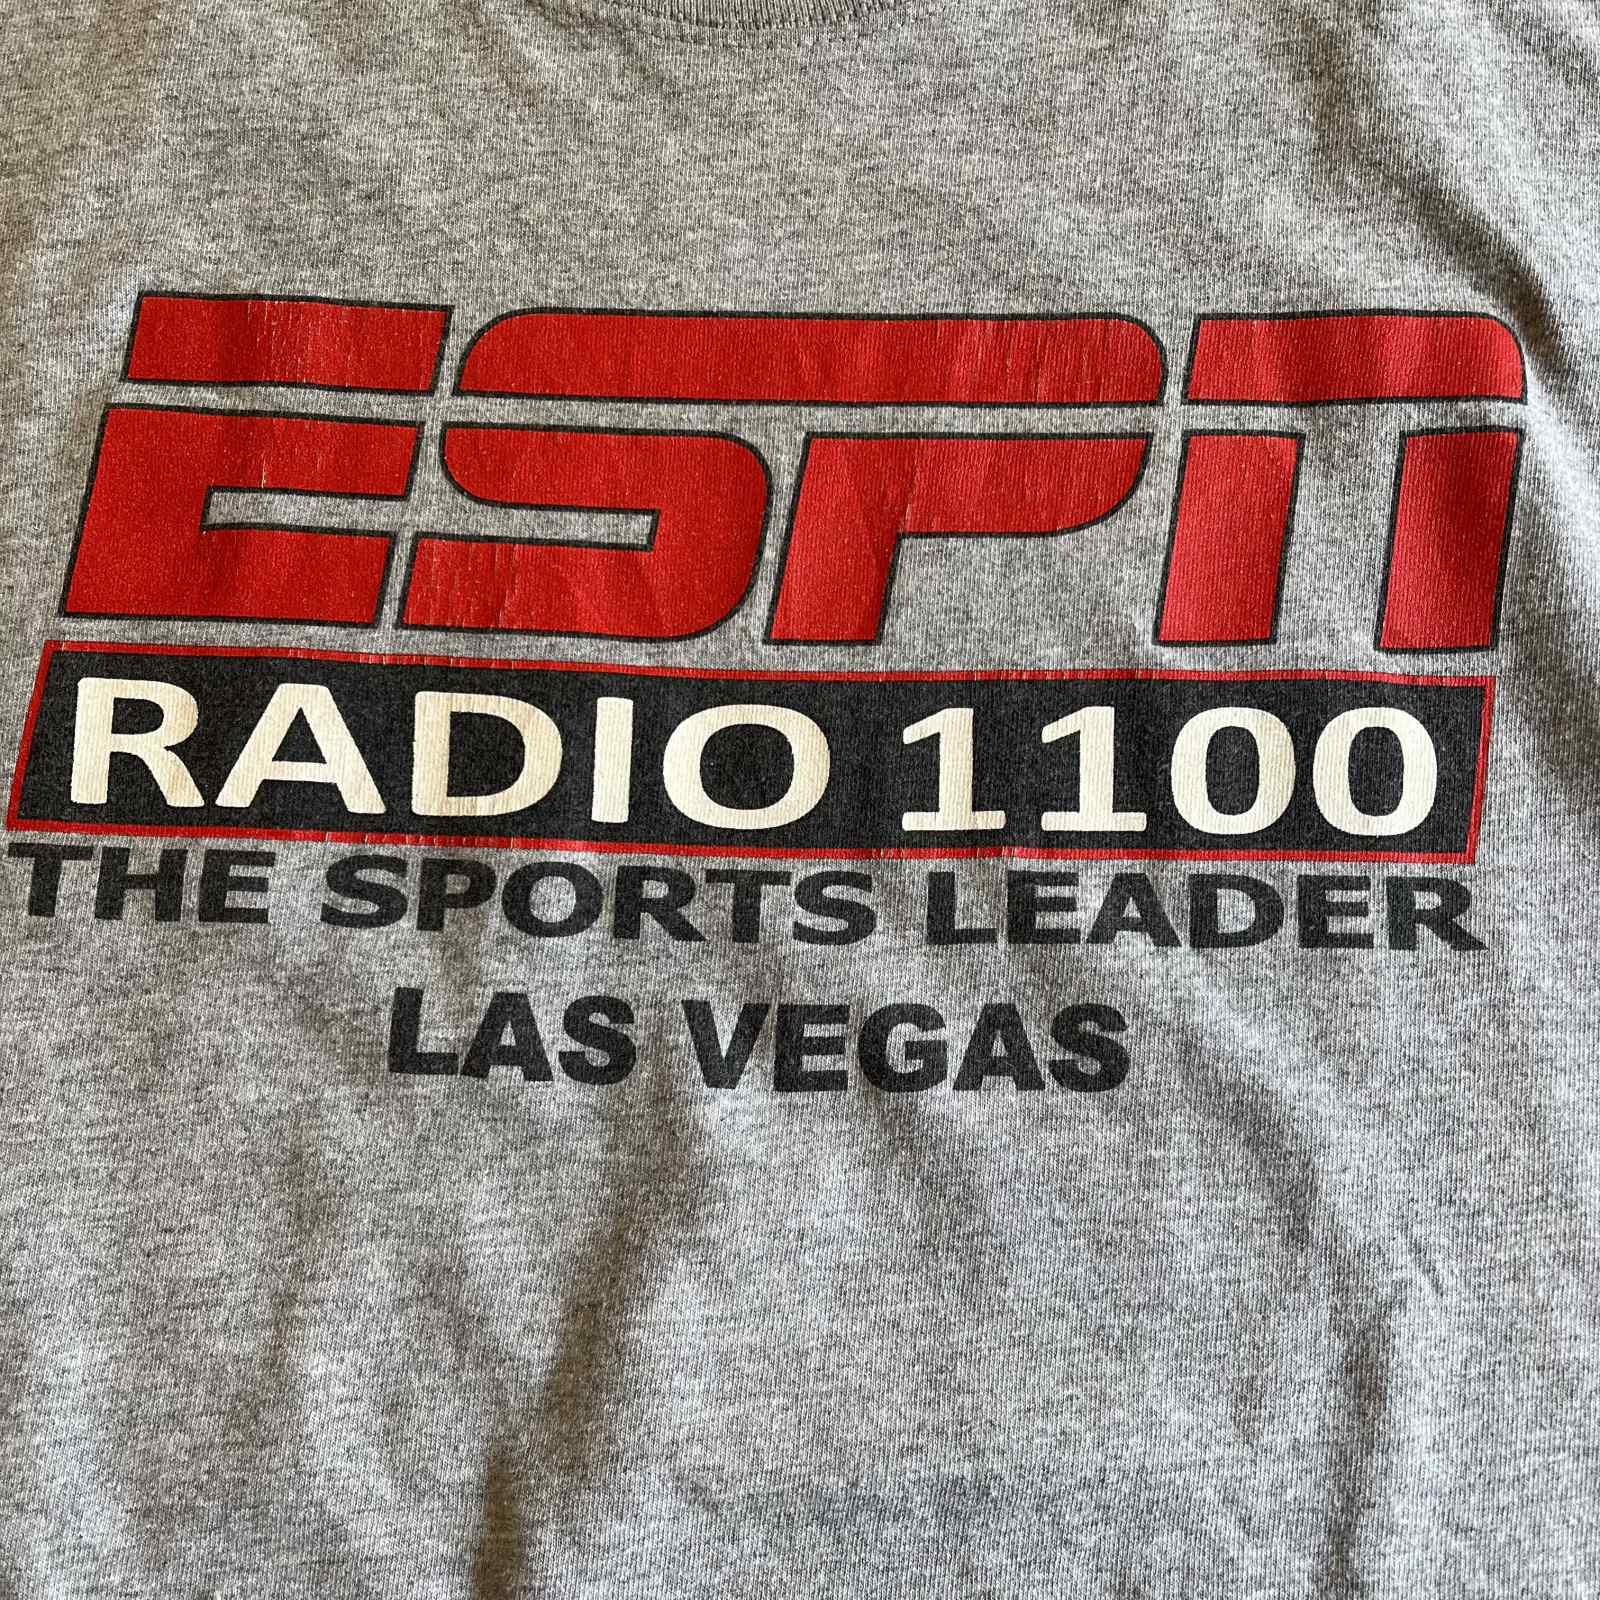 ESPN
RADIO 1100
THE SPORTS LEADER
LAS VEGAS